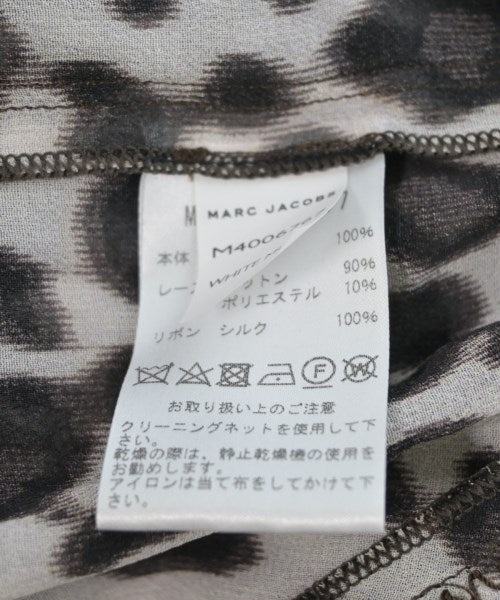 M
MARC JACOBS
M4006767
WHITE
1
本体 100%
レース コットン 90%
ポリエステル 10%
リボン シルク 100%
F W
お取り扱い上のご注意
クリーニングネットを使用して下
さい。
乾燥の際は、静止乾燥機の使用を
お勧めします。
アイロンは当て布をしてかけて下
さい。